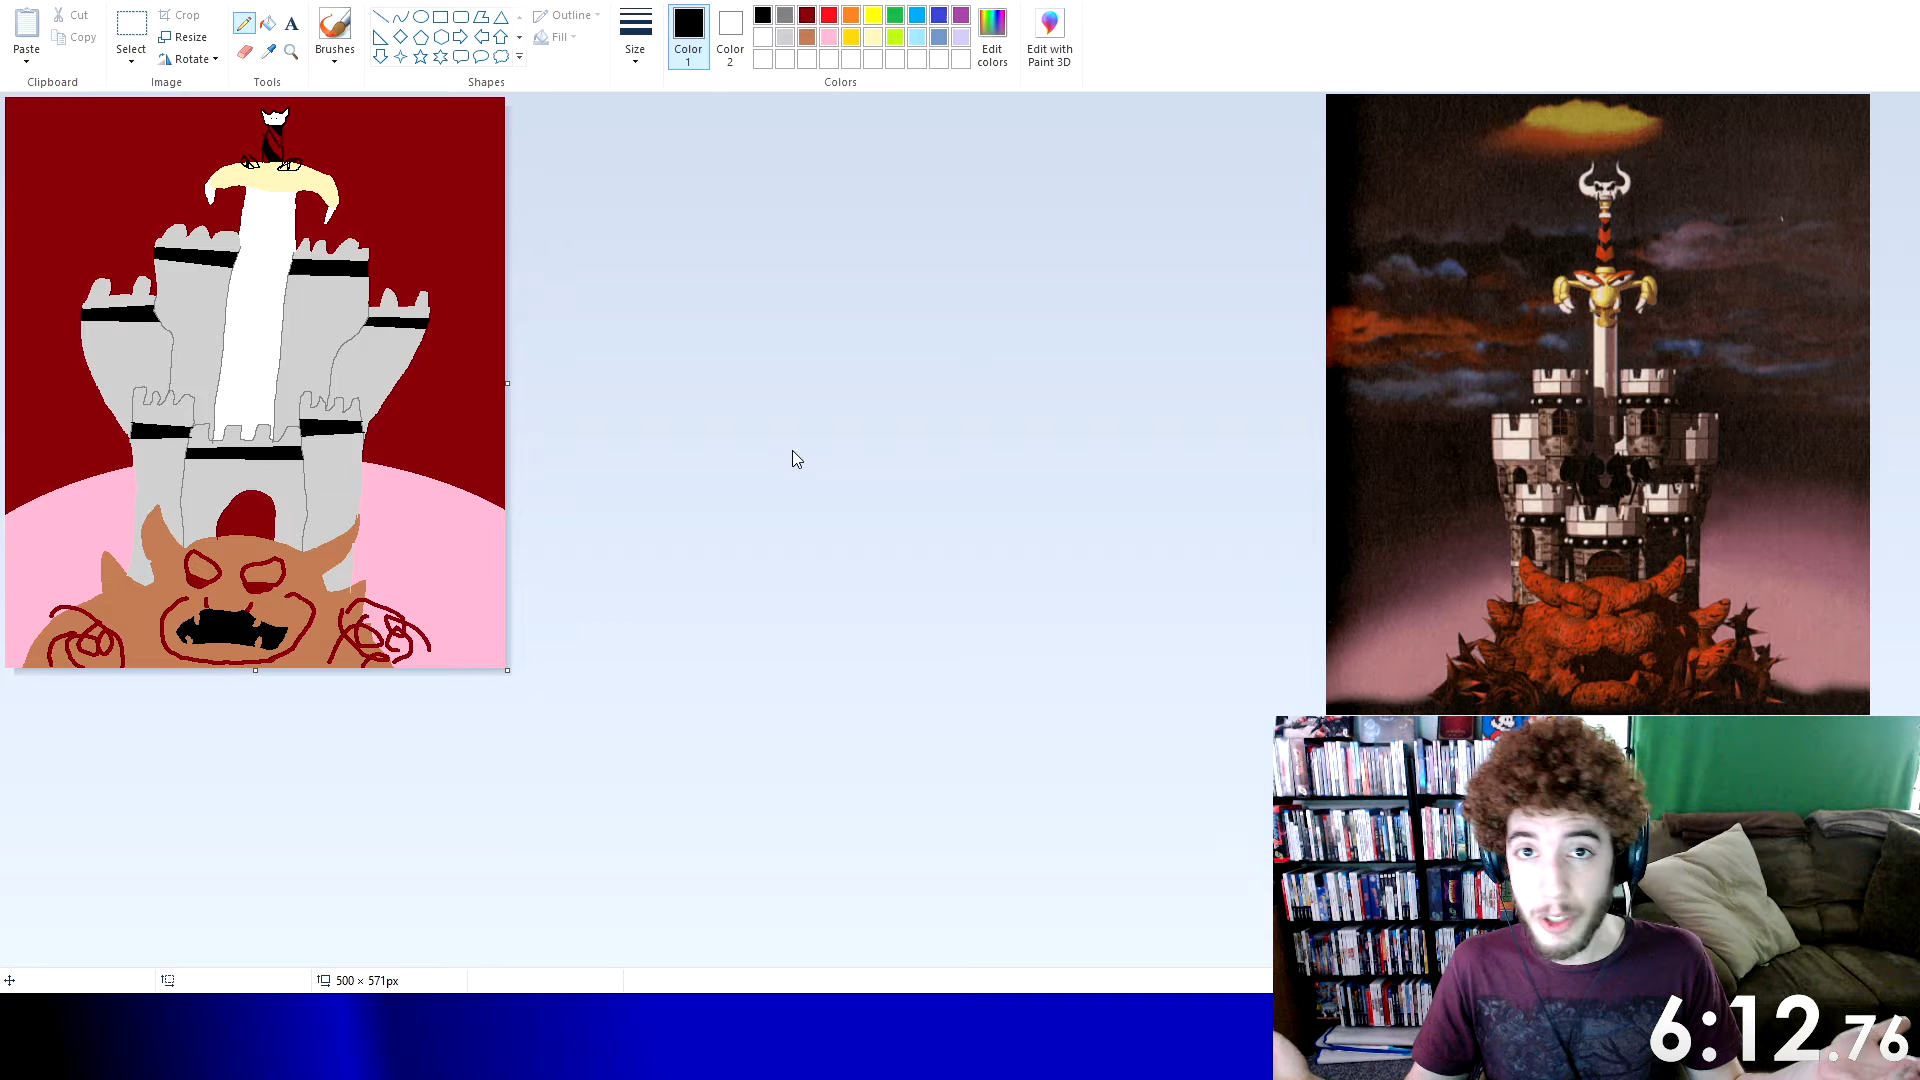 Paste
Cut
Copy
Clipboard
Select
Crop
Resize
Rotate
Image
A
Tools
Brushes
Shapes
Outline
Fill
Size
Color
1
Color
2
Edit
colors
Edit with
Paint 3D
Colors
500 × 571px
6:12.76